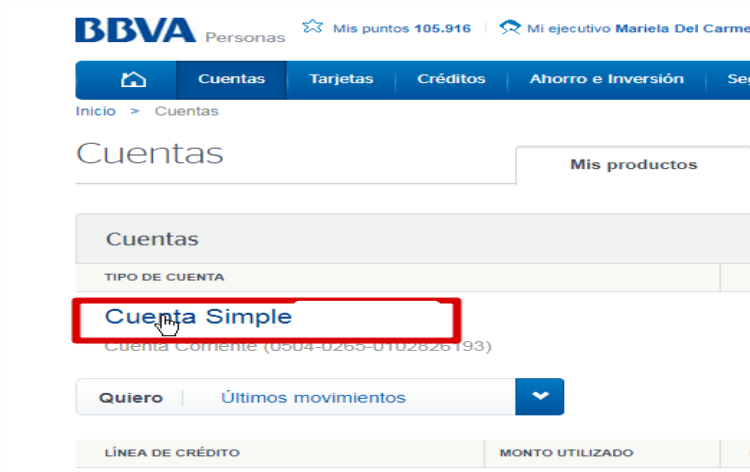 BBVA Personas Mis puntos 105.916 Mi ejecutivo Mariela Del Carme
Cuentas Tarjetas Créditos Ahorro e Inversión Se
Inicio > Cuentas
Cuentas
Mis productos
Cuentas
TIPO DE CUENTA
Cuenta Simple
Cuenta Corriente (0504-0265-0102826193)
Quiero Últimos movimientos
LÍNEA DE CRÉDITO MONTO UTILIZADO